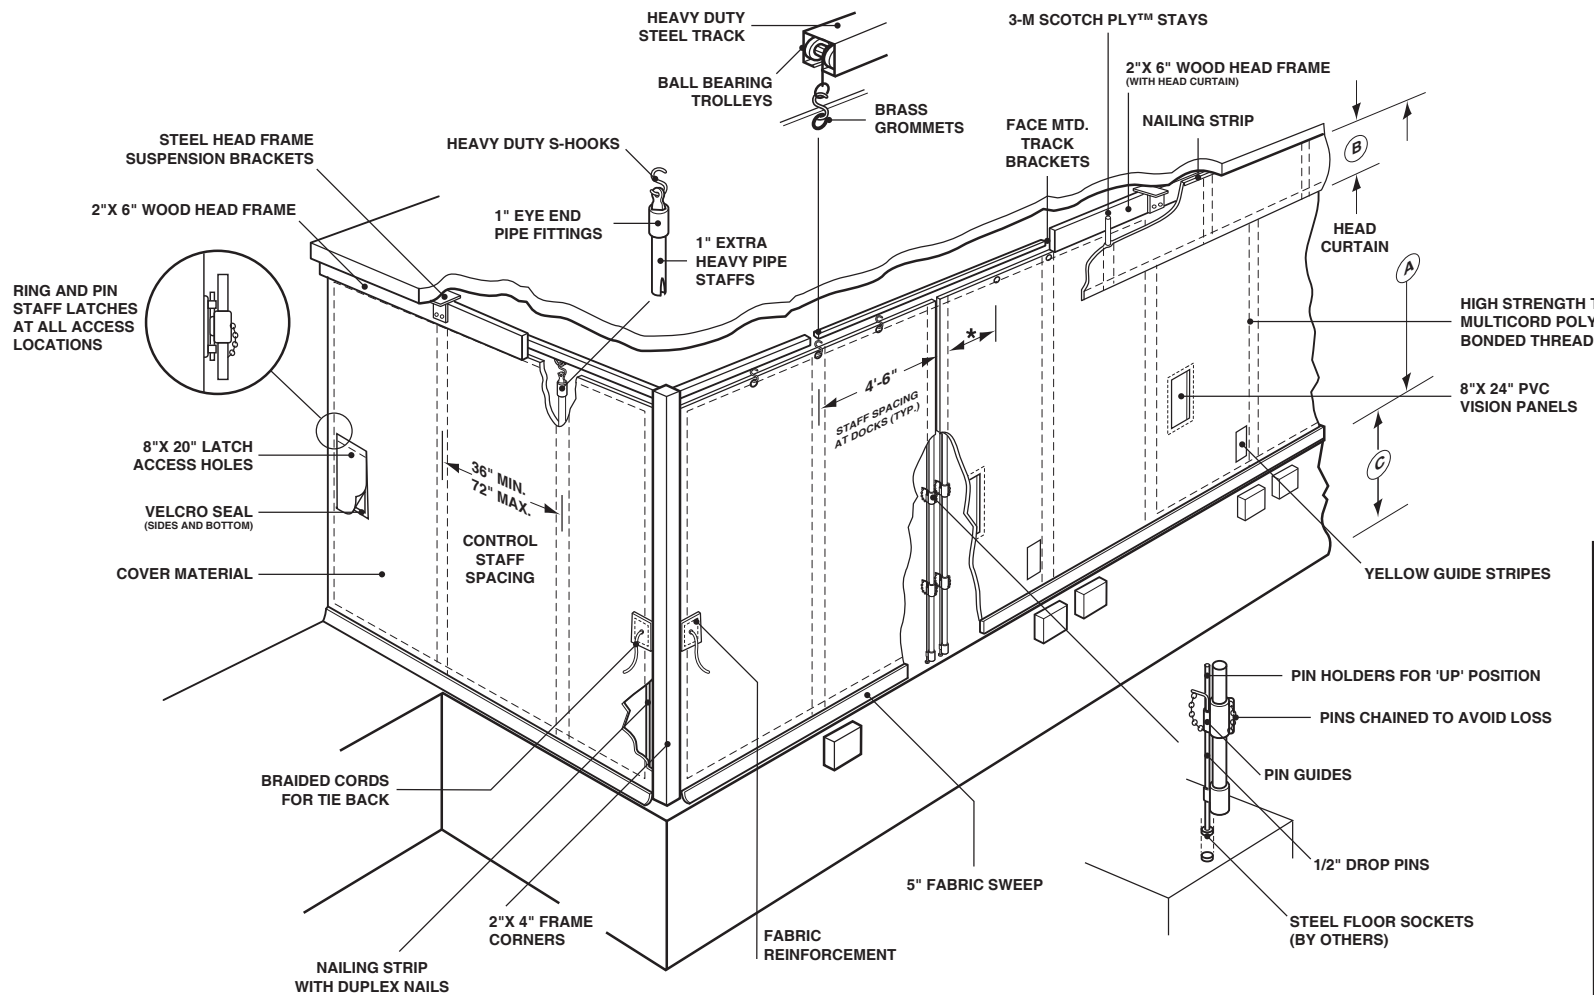 HEAVY DUTY
STEEL TRACK
3-M SCOTCH PLY™ STAYS
BALL BEARING
TROLLEYS
2"X 6" WOOD HEAD FRAME
(WITH HEAD CURTAIN)
BRASS
GROMMETS
FACE MTD.
TRACK
BRACKETS
NAILING STRIP
STEEL HEAD FRAME
SUSPENSION BRACKETS
HEAVY DUTY S-HOOKS
B
2"X 6" WOOD HEAD FRAME
1" EYE END
PIPE FITTINGS
HEAD
CURTAIN
1" EXTRA
HEAVY PIPE
STAFFS
A
RING AND PIN
STAFF LATCHES
AT ALL ACCESS
LOCATIONS
HIGH STRENGTH
MULTICORD POLY
BONDED THREAD
*
4'-6"
STAFF SPACING
AT DOCKS (TYP.)
8"X 24" PVC
VISION PANELS
8"X 20" LATCH
ACCESS HOLES
36" MIN.
72" MAX.
C
VELCRO SEAL
(SIDES AND BOTTOM)
CONTROL
STAFF
SPACING
COVER MATERIAL
YELLOW GUIDE STRIPES
PIN HOLDERS FOR 'UP' POSITION
PINS CHAINED TO AVOID LOSS
BRAIDED CORDS
FOR TIE BACK
PIN GUIDES
1/2" DROP PINS
5" FABRIC SWEEP
2"X 4" FRAME
CORNERS
STEEL FLOOR SOCKETS
(BY OTHERS)
FABRIC
REINFORCEMENT
NAILING STRIP
WITH DUPLEX NAILS